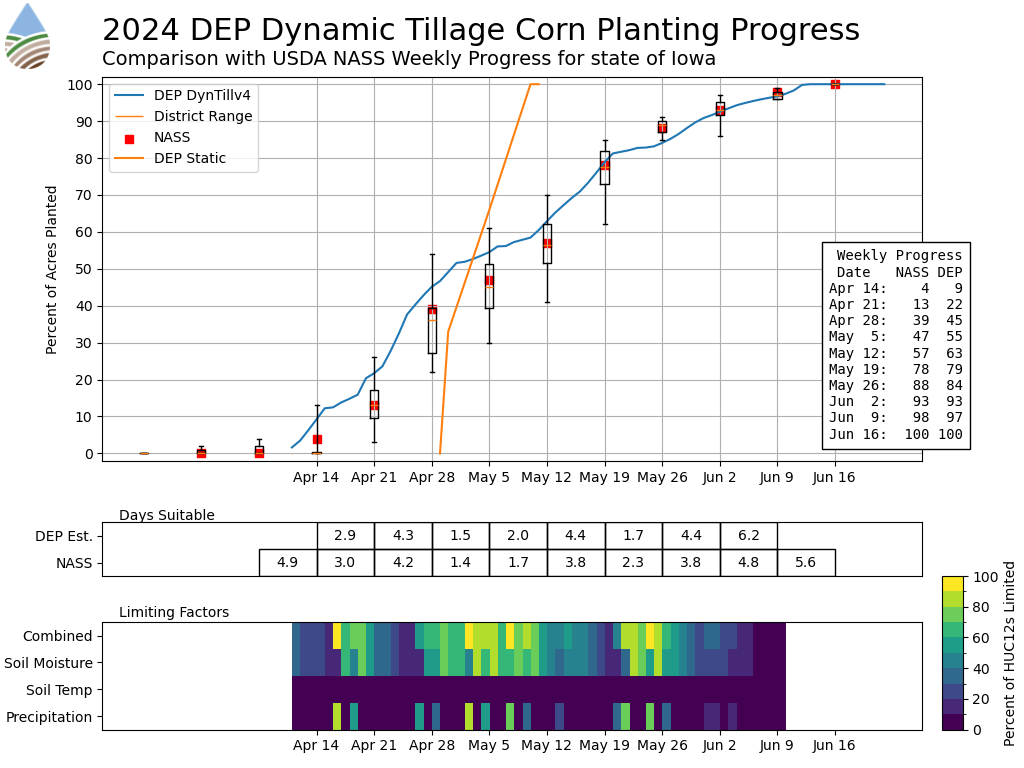 2024 DEP Dynamic Tillage Corn Planting Progress
Comparison with USDA NASS Weekly Progress for state of Iowa
Percent of Acres Planted
100
90
80
70
60
50
40
30
20
10
0
DEP DynTillv4
District Range
NASS
DEP Static
Weekly Progress
Date NASS DEP
Apr 14: 4 9
Apr 21: 13 22
Apr 28: 39 45
May 5: 47 55
May 12: 57 63
May 19: 78 79
May 26: 88 84
Jun 2: 93 93
Jun 9: 98 97
Jun 16: 100 100
Apr 14 Apr 21 Apr 28 May 5 May 12 May 19 May 26 Jun 2 Jun 9 Jun 16
Days Suitable
DEP Est. 2.9 4.3 1.5 2.0 4.4 1.7 4.4 6.2
NASS 4.9 3.0 4.2 1.4 1.7 3.8 2.3 3.8 4.8 5.6
Limiting Factors
Combined
Soil Moisture
Soil Temp
Precipitation
Apr 14 Apr 21 Apr 28 May 5 May 12 May 19 May 26 Jun 2 Jun 9 Jun 16
100
80
60
40
20
0
Percent of HUC12s Limited